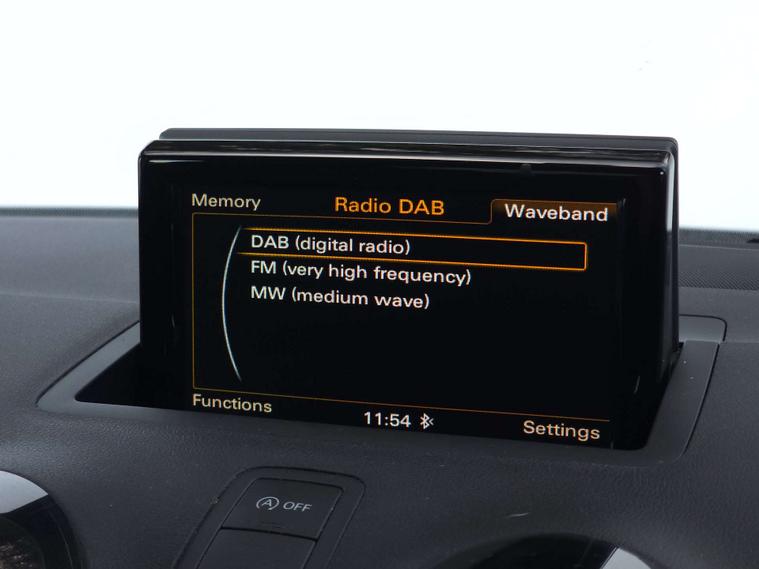 Memory
Radio DAB
Waveband
DAB (digital radio)
FM (very high frequency)
MW (medium wave)
Functions
11:54
Settings
A OFF